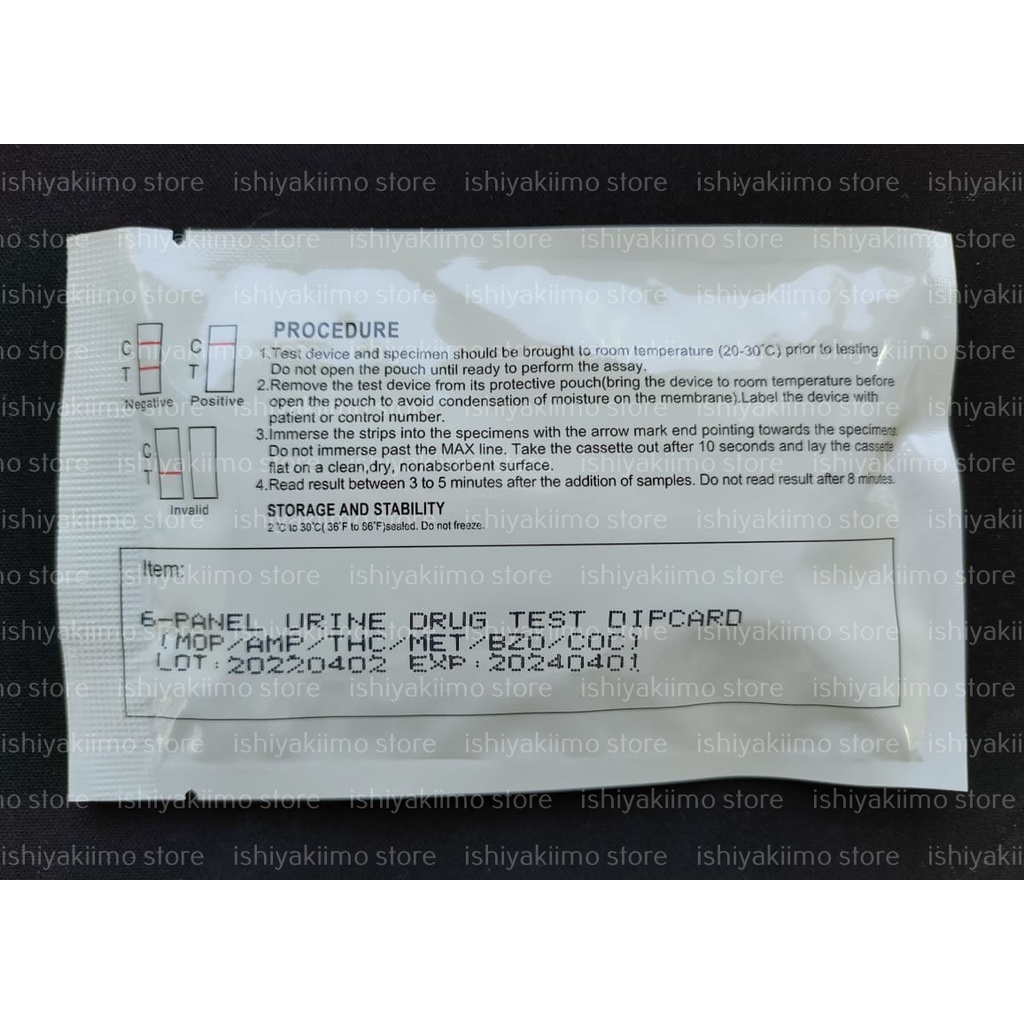 ishiyakiimo store
PROCEDURE
1.Test device and specimen should be brought to room temperature (20-30°C) prior to testing.
Do not open the pouch until ready to perform the assay.
2.Remove the test device from its protective pouch(bring the device to room temperature before
open the pouch to avoid condensation of moisture on the membrane).Label the device with
patient or control number.
3.Immerse the strips into the specimens with the arrow mark end pointing towards the specimens
Do not immerse past the MAX line. Take the cassette out after 10 seconds and lay the cassette
flat on a clean,dry, nonabsorbent surface.
4.Read result between 3 to 5 minutes after the addition of samples. Do not read result after 8 minutes.
STORAGE AND STABILITY
2°C to 30°C( 36°F to 86°F)sealed. Do not freeze.
C C
T T
Negative Positive
C
T
Invalid
Item:
6-PANEL URINE DRUG TEST DIPCARD
(MOP/AMP/THC/MET/BZO/COC)
LOT:20220402 EXP:20240401